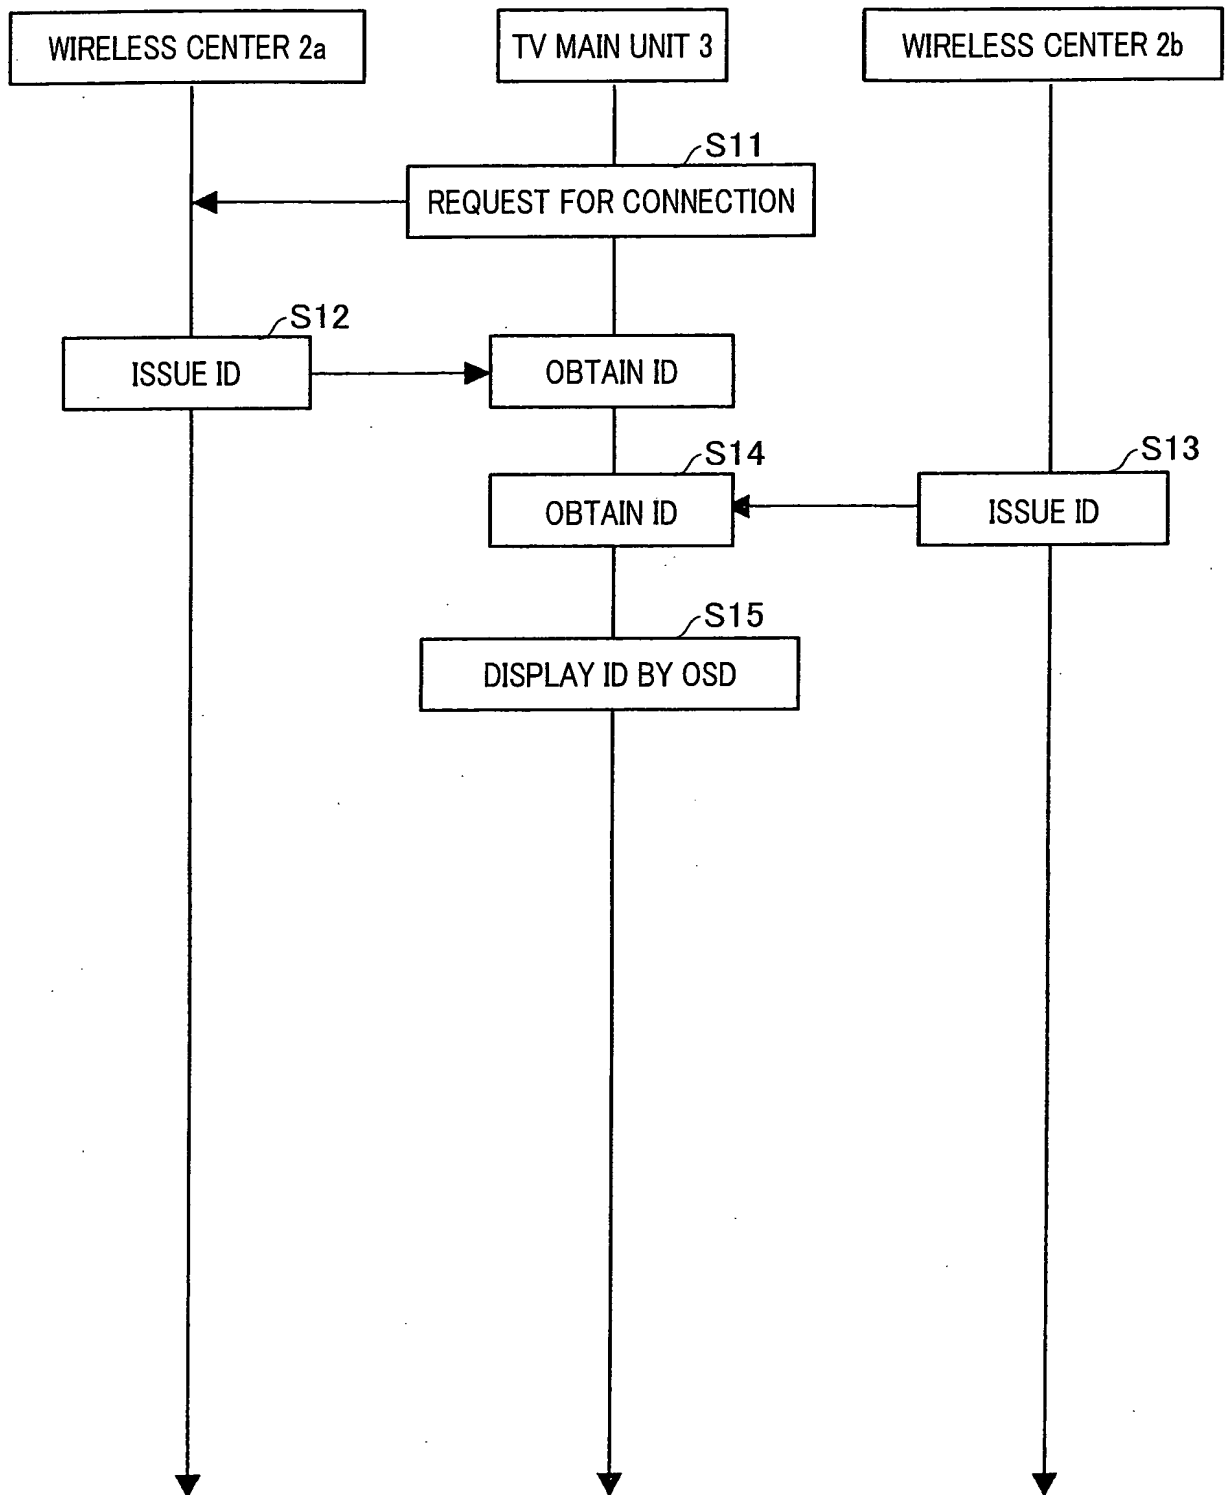 WIRELESS CENTER 2a
TV MAIN UNIT 3
WIRELESS CENTER 2b
S11
REQUEST FOR CONNECTION
S12
ISSUE ID
OBTAIN ID
S14
OBTAIN ID
S13
ISSUE ID
S15
DISPLAY ID BY OSD